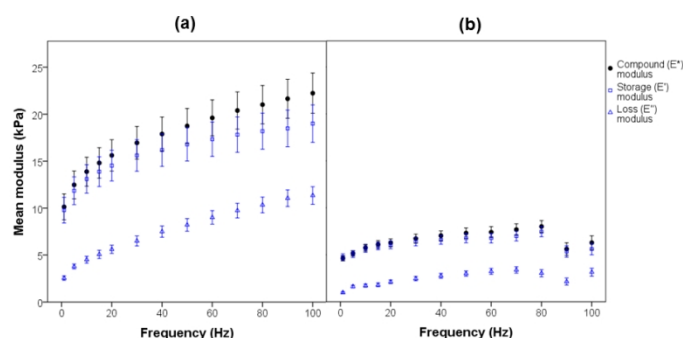 (a) (b)
Mean modulus (kPa)
25
20
15
10
5
0
0 20 40 60 80 100
0 20 40 60 80 100
Frequency (Hz)
Frequency (Hz)
Compound (E*)
modulus
Storage (E')
modulus
Loss (E'')
modulus